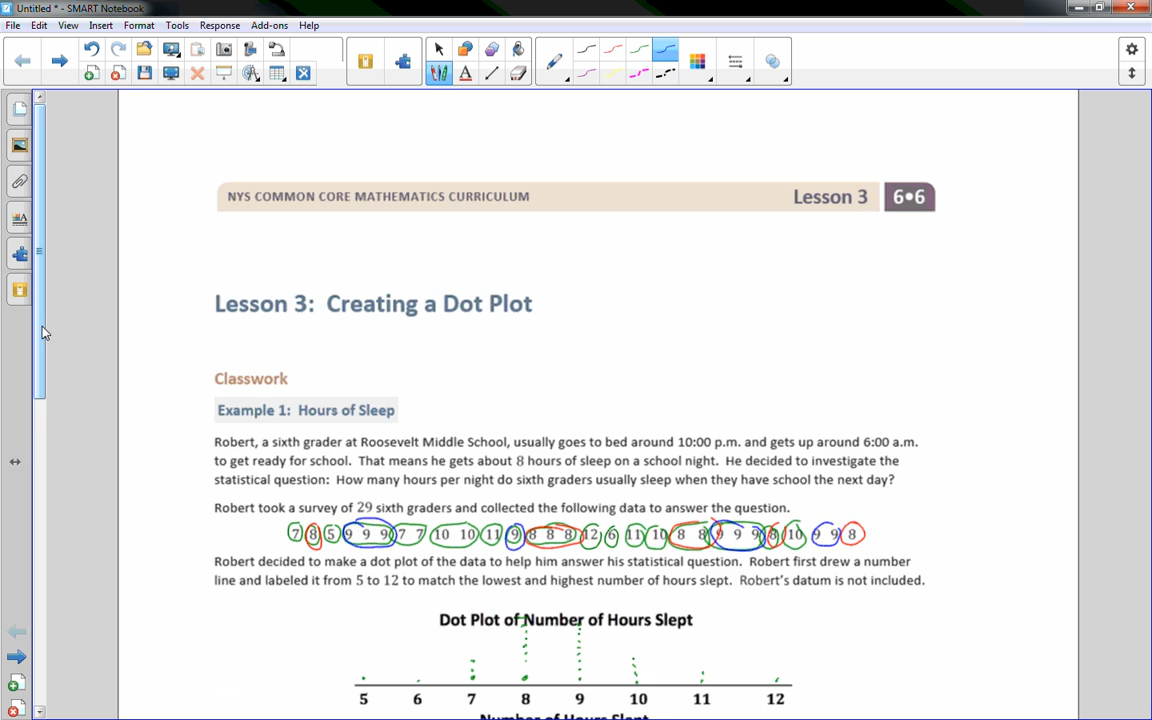 Untitled * - SMART Notebook
File Edit View Insert Format Tools Response Add-ons Help
NYS COMMON CORE MATHEMATICS CURRICULUM Lesson 3 6•6
Lesson 3: Creating a Dot Plot
Classwork
Example 1: Hours of Sleep
Robert, a sixth grader at Roosevelt Middle School, usually goes to bed around 10:00 p.m. and gets up around 6:00 a.m.
to get ready for school. That means he gets about 8 hours of sleep on a school night. He decided to investigate the
statistical question: How many hours per night do sixth graders usually sleep when they have school the next day?
Robert took a survey of 29 sixth graders and collected the following data to answer the question.
7 8 5 9 9 9 7 7 10 10 11 9 8 8 8 12 6 11 10 8 8 9 9 9 8 10 9 9 8
Robert decided to make a dot plot of the data to help him answer his statistical question. Robert first drew a number
line and labeled it from 5 to 12 to match the lowest and highest number of hours slept. Robert's datum is not included.
Dot Plot of Number of Hours Slept
5 6 7 8 9 10 11 12
Number of Hours Slept